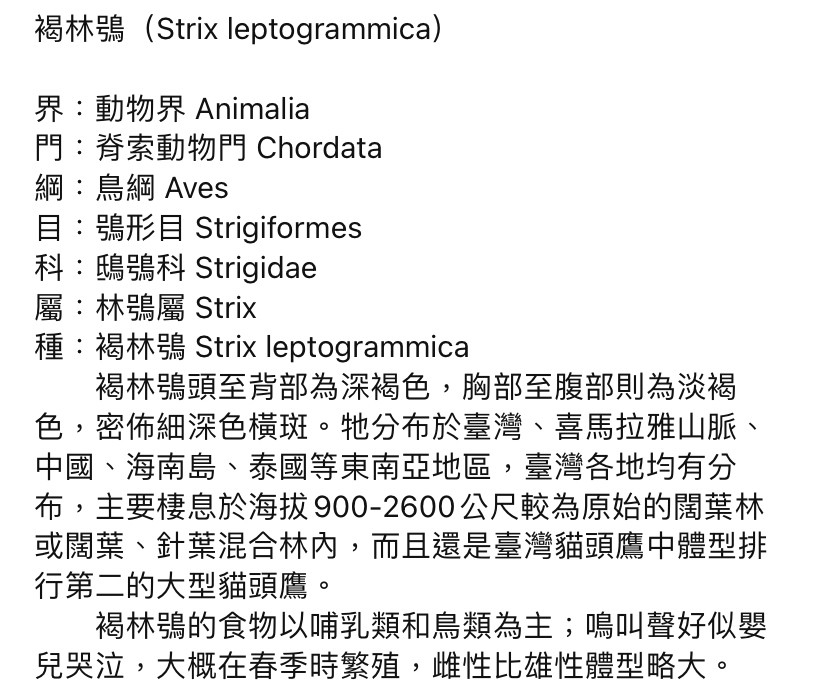 褐林鴞（Strix leptogrammica）
界：動物界 Animalia
門：脊索動物門 Chordata
綱：鳥綱 Aves
目：鴞形目 Strigiformes
科：鴟鴞科 Strigidae
屬：林鴞屬 Strix
種：褐林鴞 Strix leptogrammica
褐林鴞頭至背部為深褐色，胸部至腹部則為淡褐
色，密佈細深色橫斑。牠分布於臺灣、喜馬拉雅山脈、
中國、海南島、泰國等東南亞地區，臺灣各地均有分
布，主要棲息於海拔900-2600公尺較為原始的闊葉林
或闊葉、針葉混合林內，而且還是臺灣貓頭鷹中體型排
行第二的大型貓頭鷹。
褐林鴞的食物以哺乳類和鳥類為主；鳴叫聲好似嬰
兒哭泣，大概在春季時繁殖，雌性比雄性體型略大。